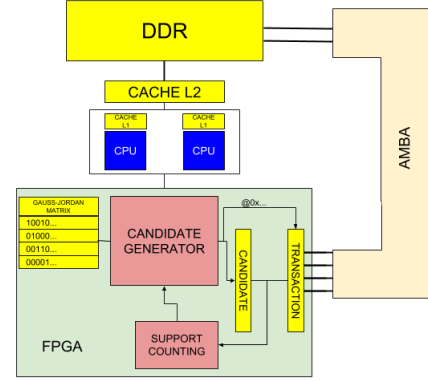 DDR
CACHE L2
CACHE
L1
CACHE
L1
CPU
CPU
AMBA
GAUSS-JORDAN
MATRIX
10010...
01000...
00110...
00001...
CANDIDATE
GENERATOR
@0x...
CANDIDATE
TRANSACTION
SUPPORT
COUNTING
FPGA